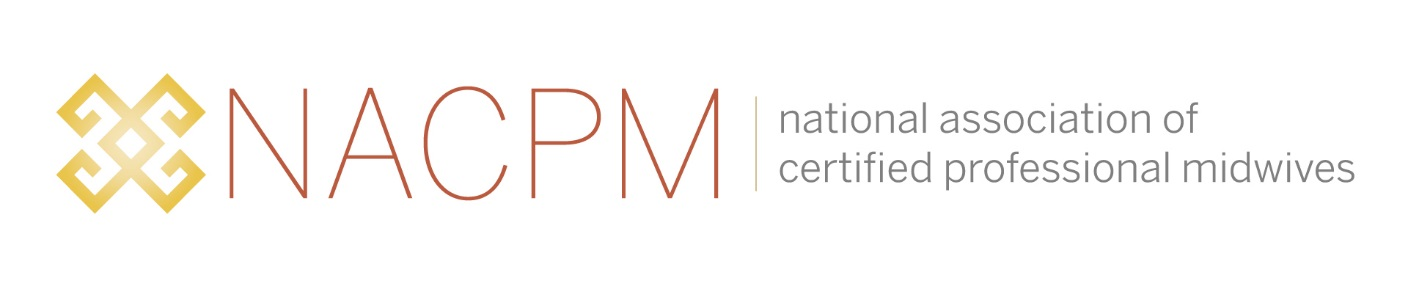 NACPM
national association of
certified professional midwives